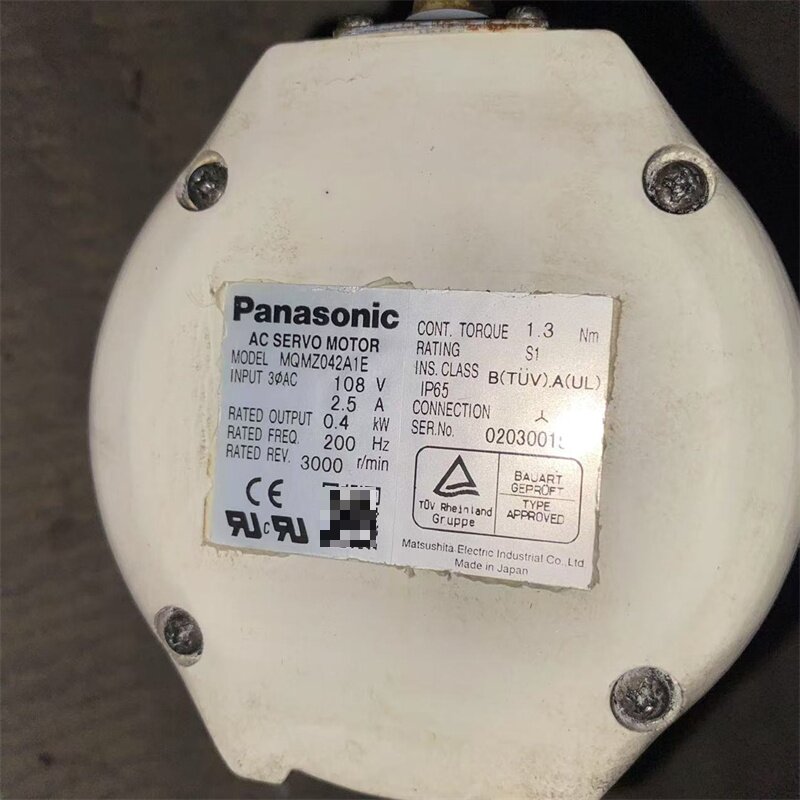 Panasonic
AC SERVO MOTOR
MODEL MQMZ042A1E
INPUT 3ØAC 108 V
2.5 A
RATED OUTPUT 0.4 kW
RATED FREQ. 200 Hz
RATED REV. 3000 r/min
CE
CONT. TORQUE 1.3 Nm
RATING S1
INS. CLASS B(TÜV),A(UL)
IP65
CONNECTION
SER.No. 0203001
TÜV Rheinland
Gruppe
BAUART
GEPRÜFT
TYPE
APPROVED
Matsushita Electric Industrial Co.,Ltd.
Made in Japan